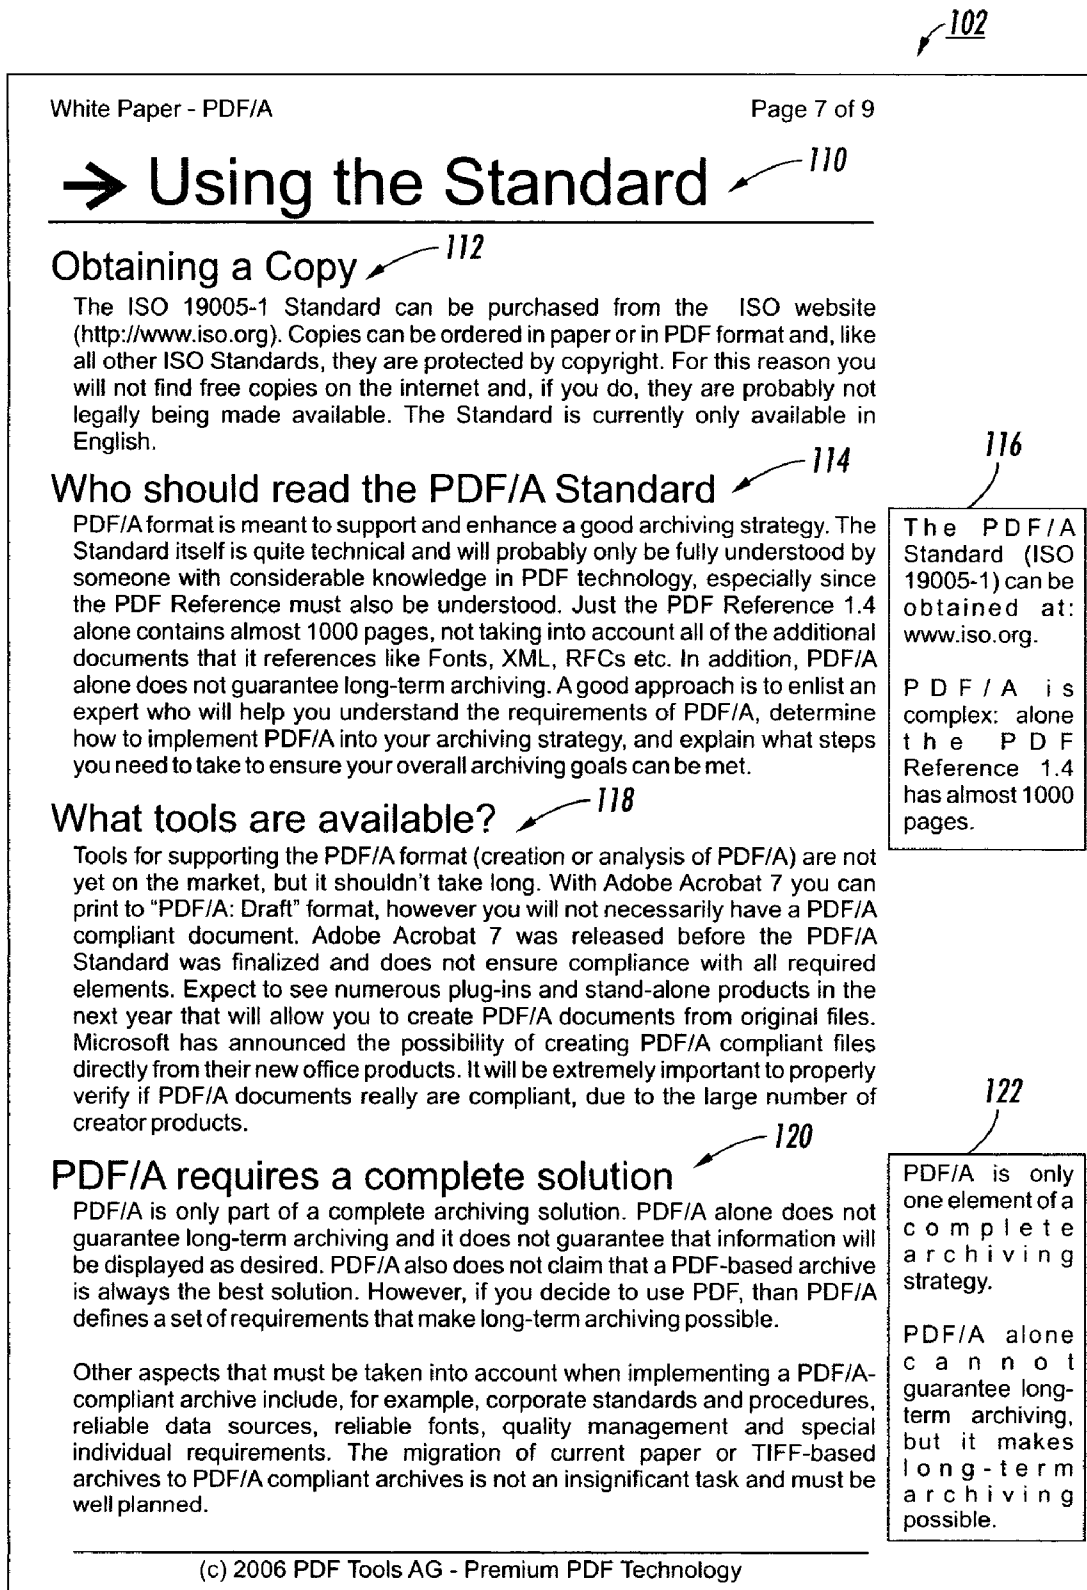 102
White Paper - PDF/A Page 7 of 9
→ Using the Standard 110
Obtaining a Copy 112
The ISO 19005-1 Standard can be purchased from the ISO website
(http://www.iso.org). Copies can be ordered in paper or in PDF format and, like
all other ISO Standards, they are protected by copyright. For this reason you
will not find free copies on the internet and, if you do, they are probably not
legally being made available. The Standard is currently only available in
English.
Who should read the PDF/A Standard 114
PDF/A format is meant to support and enhance a good archiving strategy. The
Standard itself is quite technical and will probably only be fully understood by
someone with considerable knowledge in PDF technology, especially since
the PDF Reference must also be understood. Just the PDF Reference 1.4
alone contains almost 1000 pages, not taking into account all of the additional
documents that it references like Fonts, XML, RFCs etc. In addition, PDF/A
alone does not guarantee long-term archiving. A good approach is to enlist an
expert who will help you understand the requirements of PDF/A, determine
how to implement PDF/A into your archiving strategy, and explain what steps
you need to take to ensure your overall archiving goals can be met.
116
The PDF/A
Standard (ISO
19005-1) can be
obtained at:
www.iso.org.
PDF/A is
complex: alone
the PDF
Reference 1.4
has almost 1000
pages.
What tools are available? 118
Tools for supporting the PDF/A format (creation or analysis of PDF/A) are not
yet on the market, but it shouldn't take long. With Adobe Acrobat 7 you can
print to "PDF/A: Draft" format, however you will not necessarily have a PDF/A
compliant document. Adobe Acrobat 7 was released before the PDF/A
Standard was finalized and does not ensure compliance with all required
elements. Expect to see numerous plug-ins and stand-alone products in the
next year that will allow you to create PDF/A documents from original files.
Microsoft has announced the possibility of creating PDF/A compliant files
directly from their new office products. It will be extremely important to properly
verify if PDF/A documents really are compliant, due to the large number of
creator products.
PDF/A requires a complete solution 120
PDF/A is only part of a complete archiving solution. PDF/A alone does not
guarantee long-term archiving and it does not guarantee that information will
be displayed as desired. PDF/A also does not claim that a PDF-based archive
is always the best solution. However, if you decide to use PDF, than PDF/A
defines a set of requirements that make long-term archiving possible.
Other aspects that must be taken into account when implementing a PDF/A-
compliant archive include, for example, corporate standards and procedures,
reliable data sources, reliable fonts, quality management and special
individual requirements. The migration of current paper or TIFF-based
archives to PDF/A compliant archives is not an insignificant task and must be
well planned.
122
PDF/A is only
one element of a
complete
archiving
strategy.
PDF/A alone
cannot
guarantee long-
term archiving,
but it makes
long-term
archiving
possible.
(c) 2006 PDF Tools AG - Premium PDF Technology